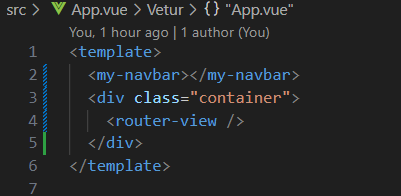 src > App.vue > Vetur > {} "App.vue"
You, 1 hour ago | 1 author (You)
1 <template>
2   <my-navbar></my-navbar>
3   <div class="container">
4     <router-view />
5   </div>
6 </template>
7